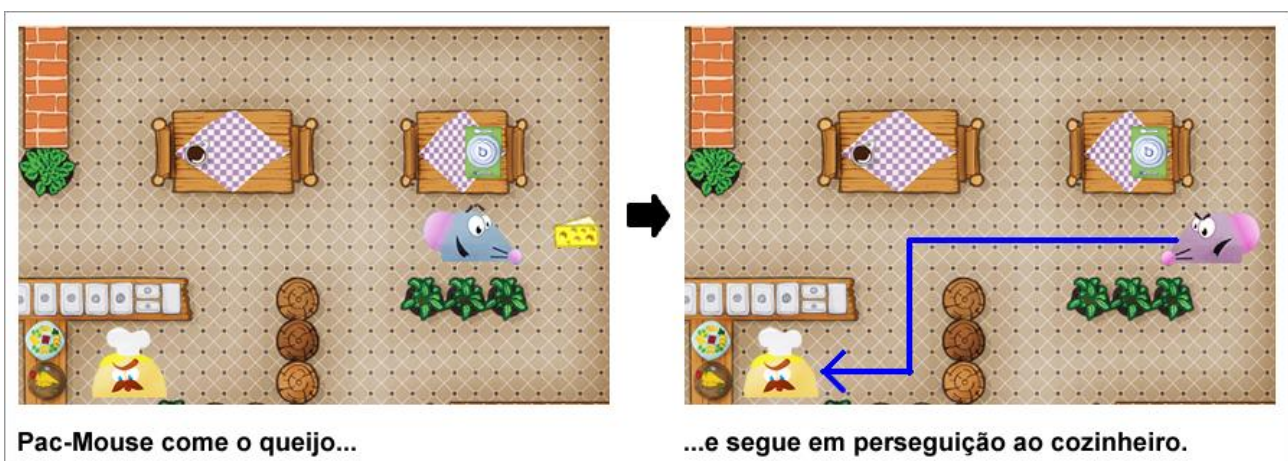 Pac-Mouse come o queijo...
...e segue em perseguição ao cozinheiro.